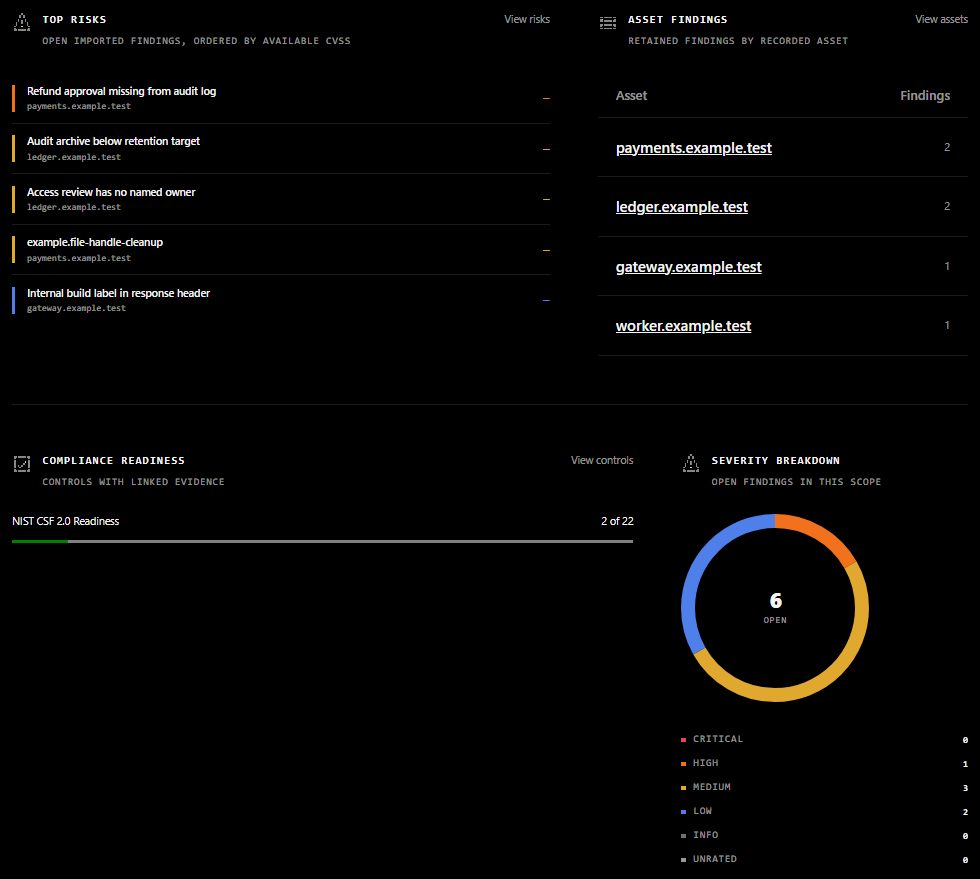 TOP RISKS
View risks
OPEN IMPORTED FINDINGS, ORDERED BY AVAILABLE CVSS
Refund approval missing from audit log
payments.example.test
—
Audit archive below retention target
ledger.example.test
—
Access review has no named owner
ledger.example.test
—
example.file-handle-cleanup
payments.example.test
—
Internal build label in response header
gateway.example.test
—
ASSET FINDINGS
View assets
RETAINED FINDINGS BY RECORDED ASSET
Asset Findings
payments.example.test 2
ledger.example.test 2
gateway.example.test 1
worker.example.test 1
COMPLIANCE READINESS
View controls
CONTROLS WITH LINKED EVIDENCE
NIST CSF 2.0 Readiness 2 of 22
SEVERITY BREAKDOWN
OPEN FINDINGS IN THIS SCOPE
6
OPEN
CRITICAL 0
HIGH 1
MEDIUM 3
LOW 2
INFO 0
UNRATED 0